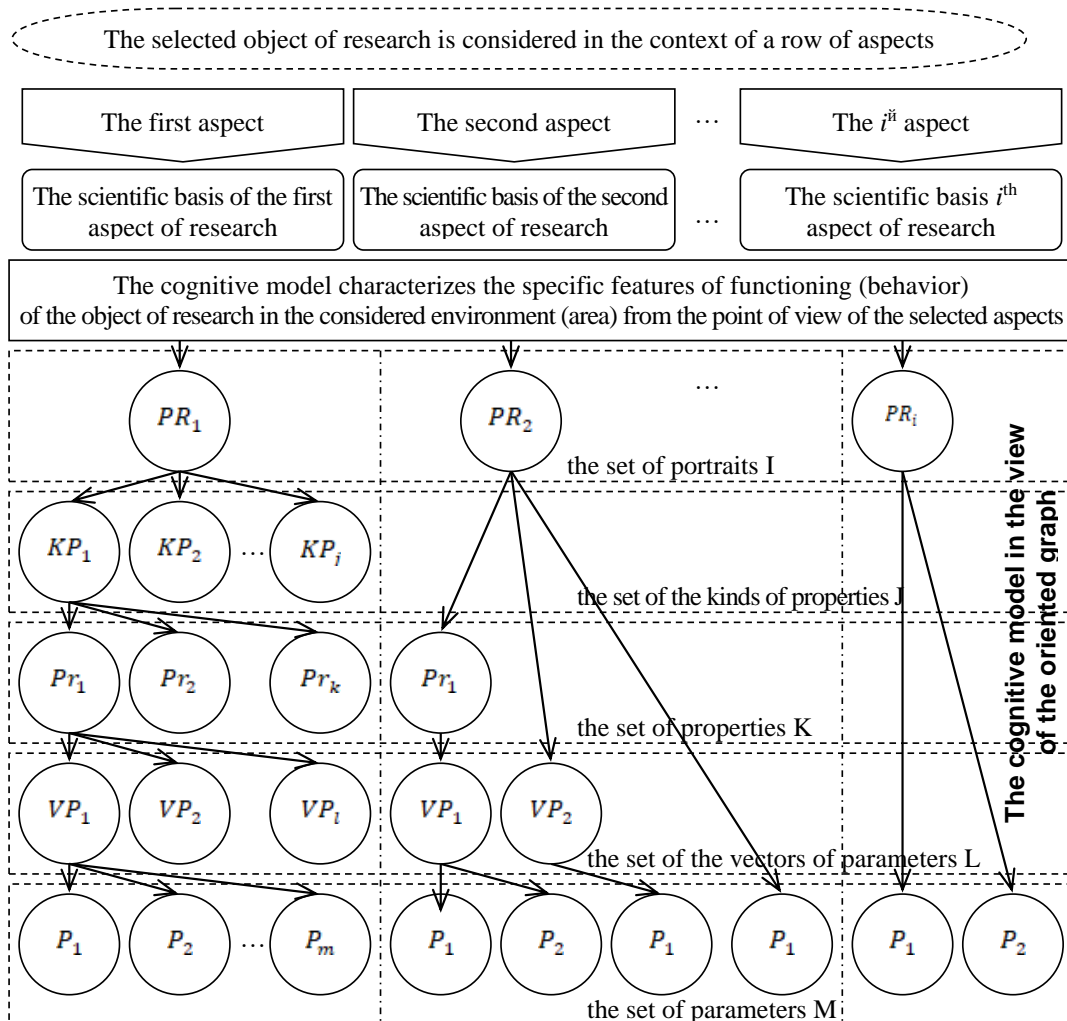 The selected object of research is considered in the context of a row of aspects
The first aspect
The second aspect
…
The iй aspect
The scientific basis of the first
aspect of research
The scientific basis of the second
aspect of research
…
The scientific basis ith
aspect of research
The cognitive model characterizes the specific features of functioning (behavior)
of the object of research in the considered environment (area) from the point of view of the selected aspects
PR1
PR2
…
PRi
the set of portraits I
KP1
KP2
…
KPj
the set of the kinds of properties J
Pr1
Pr2
Prk
Pr1
the set of properties K
VP1
VP2
VPl
VP1
VP2
the set of the vectors of parameters L
P1
P2
…
Pm
P1
P2
P1
P1
P1
P2
the set of parameters M
The cognitive model in the view
of the oriented graph